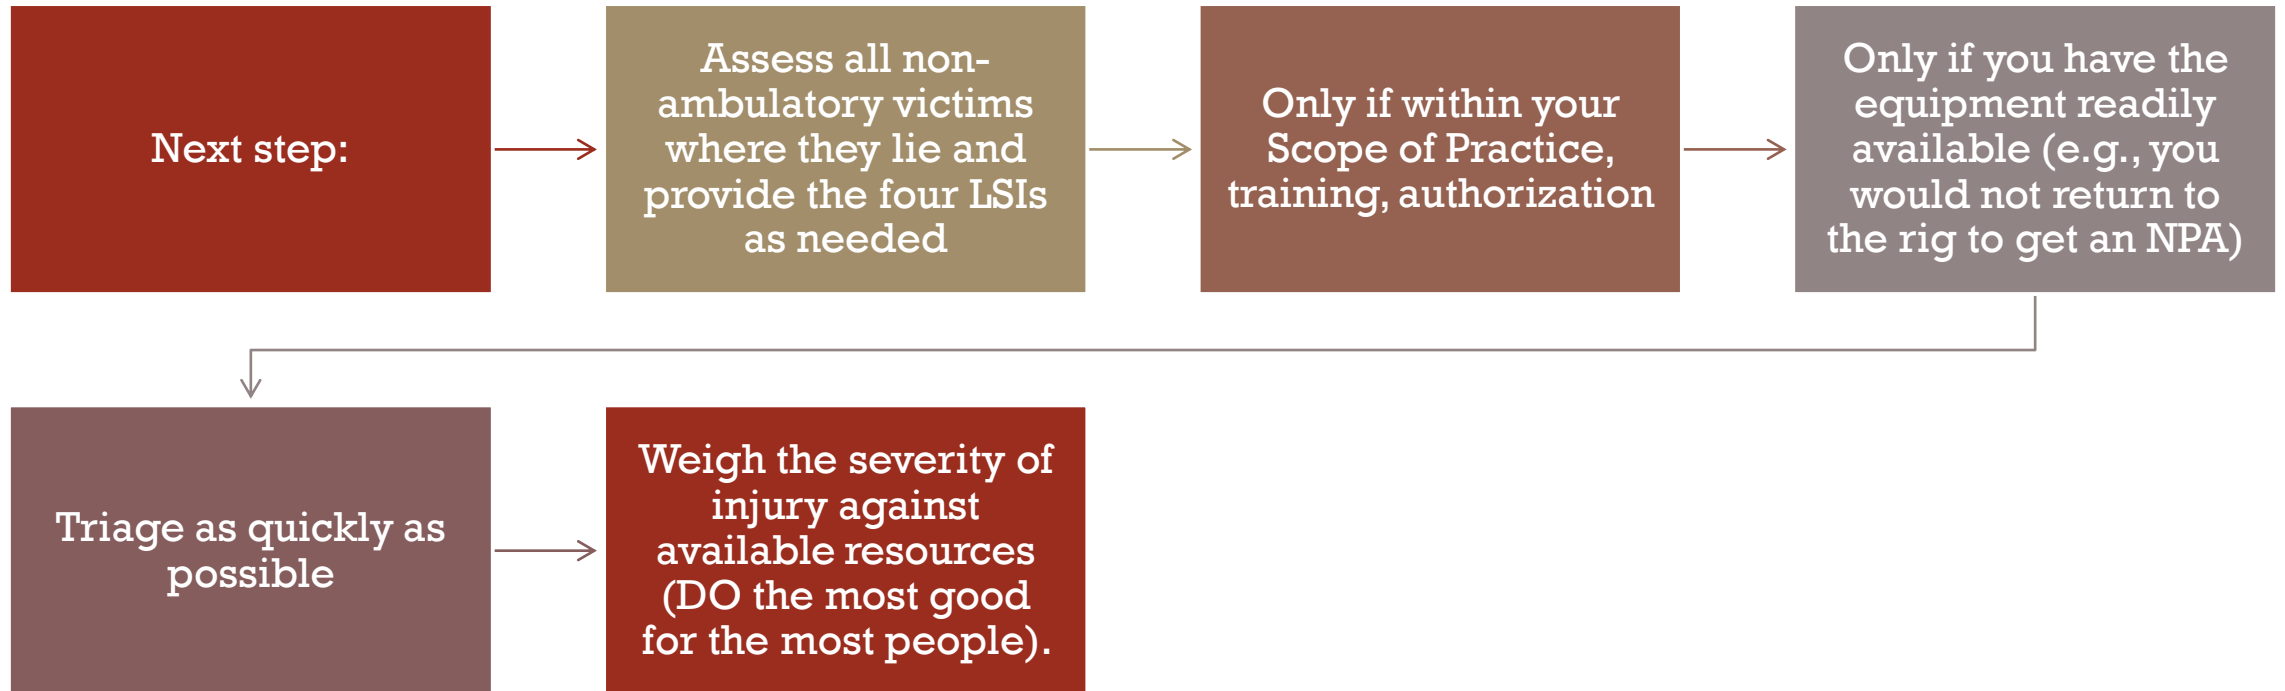 Next step:
Assess all non-
ambulatory victims
where they lie and
provide the four LSIs
as needed
Only if within your
Scope of Practice,
training, authorization
Only if you have the
equipment readily
available (e.g., you
would not return to
the rig to get an NPA)
Triage as quickly as
possible
Weigh the severity of
injury against
available resources
(DO the most good
for the most people).